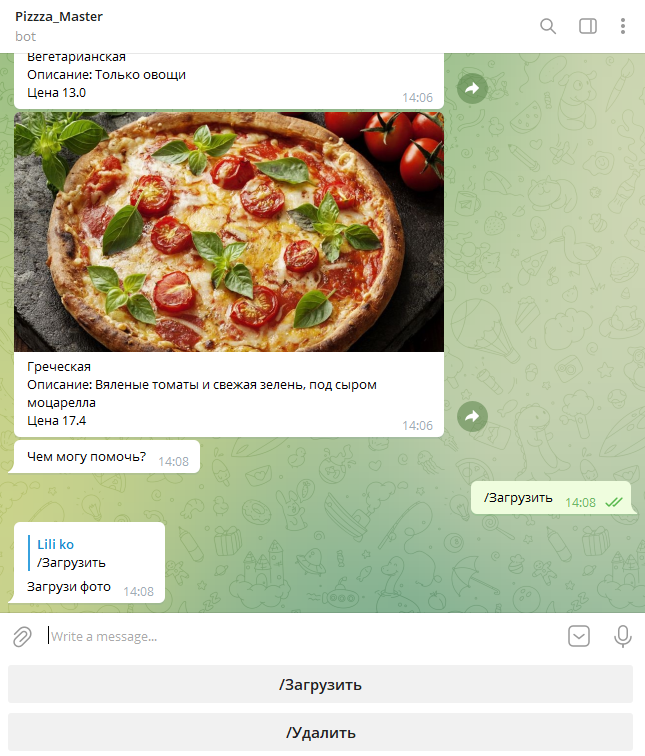 Pizzza_Master
bot
Вегетарианская
Описание: Только овощи
Цена 13.0
14:06
Греческая
Описание: Вяленые томаты и свежая зелень, под сыром
моцарелла
Цена 17.4
14:06
Чем могу помочь?
14:08
/Загрузить
14:08
Lili ko
/Загрузить
Загрузи фото
14:08
Write a message...
/Загрузить
/Удалить